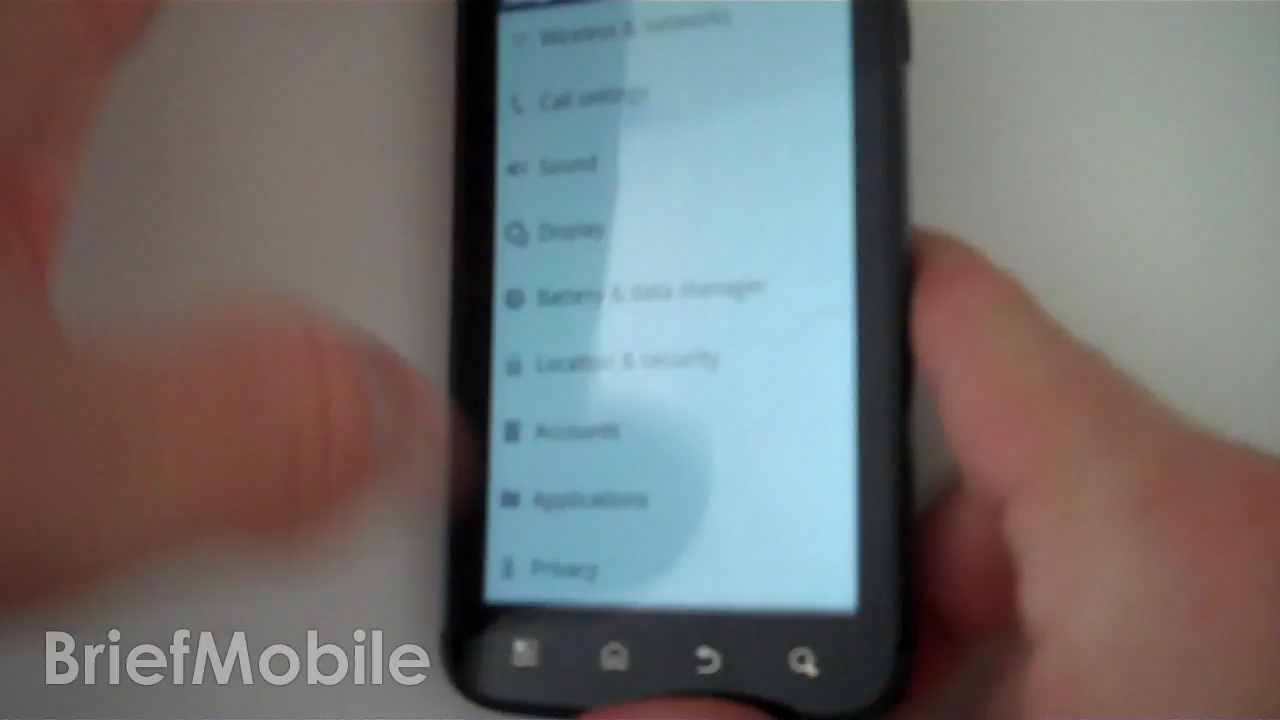 Wireless & networks
Call settings
Sound
Display
Battery & data manager
Location & security
Accounts
Applications
Privacy
BriefMobile